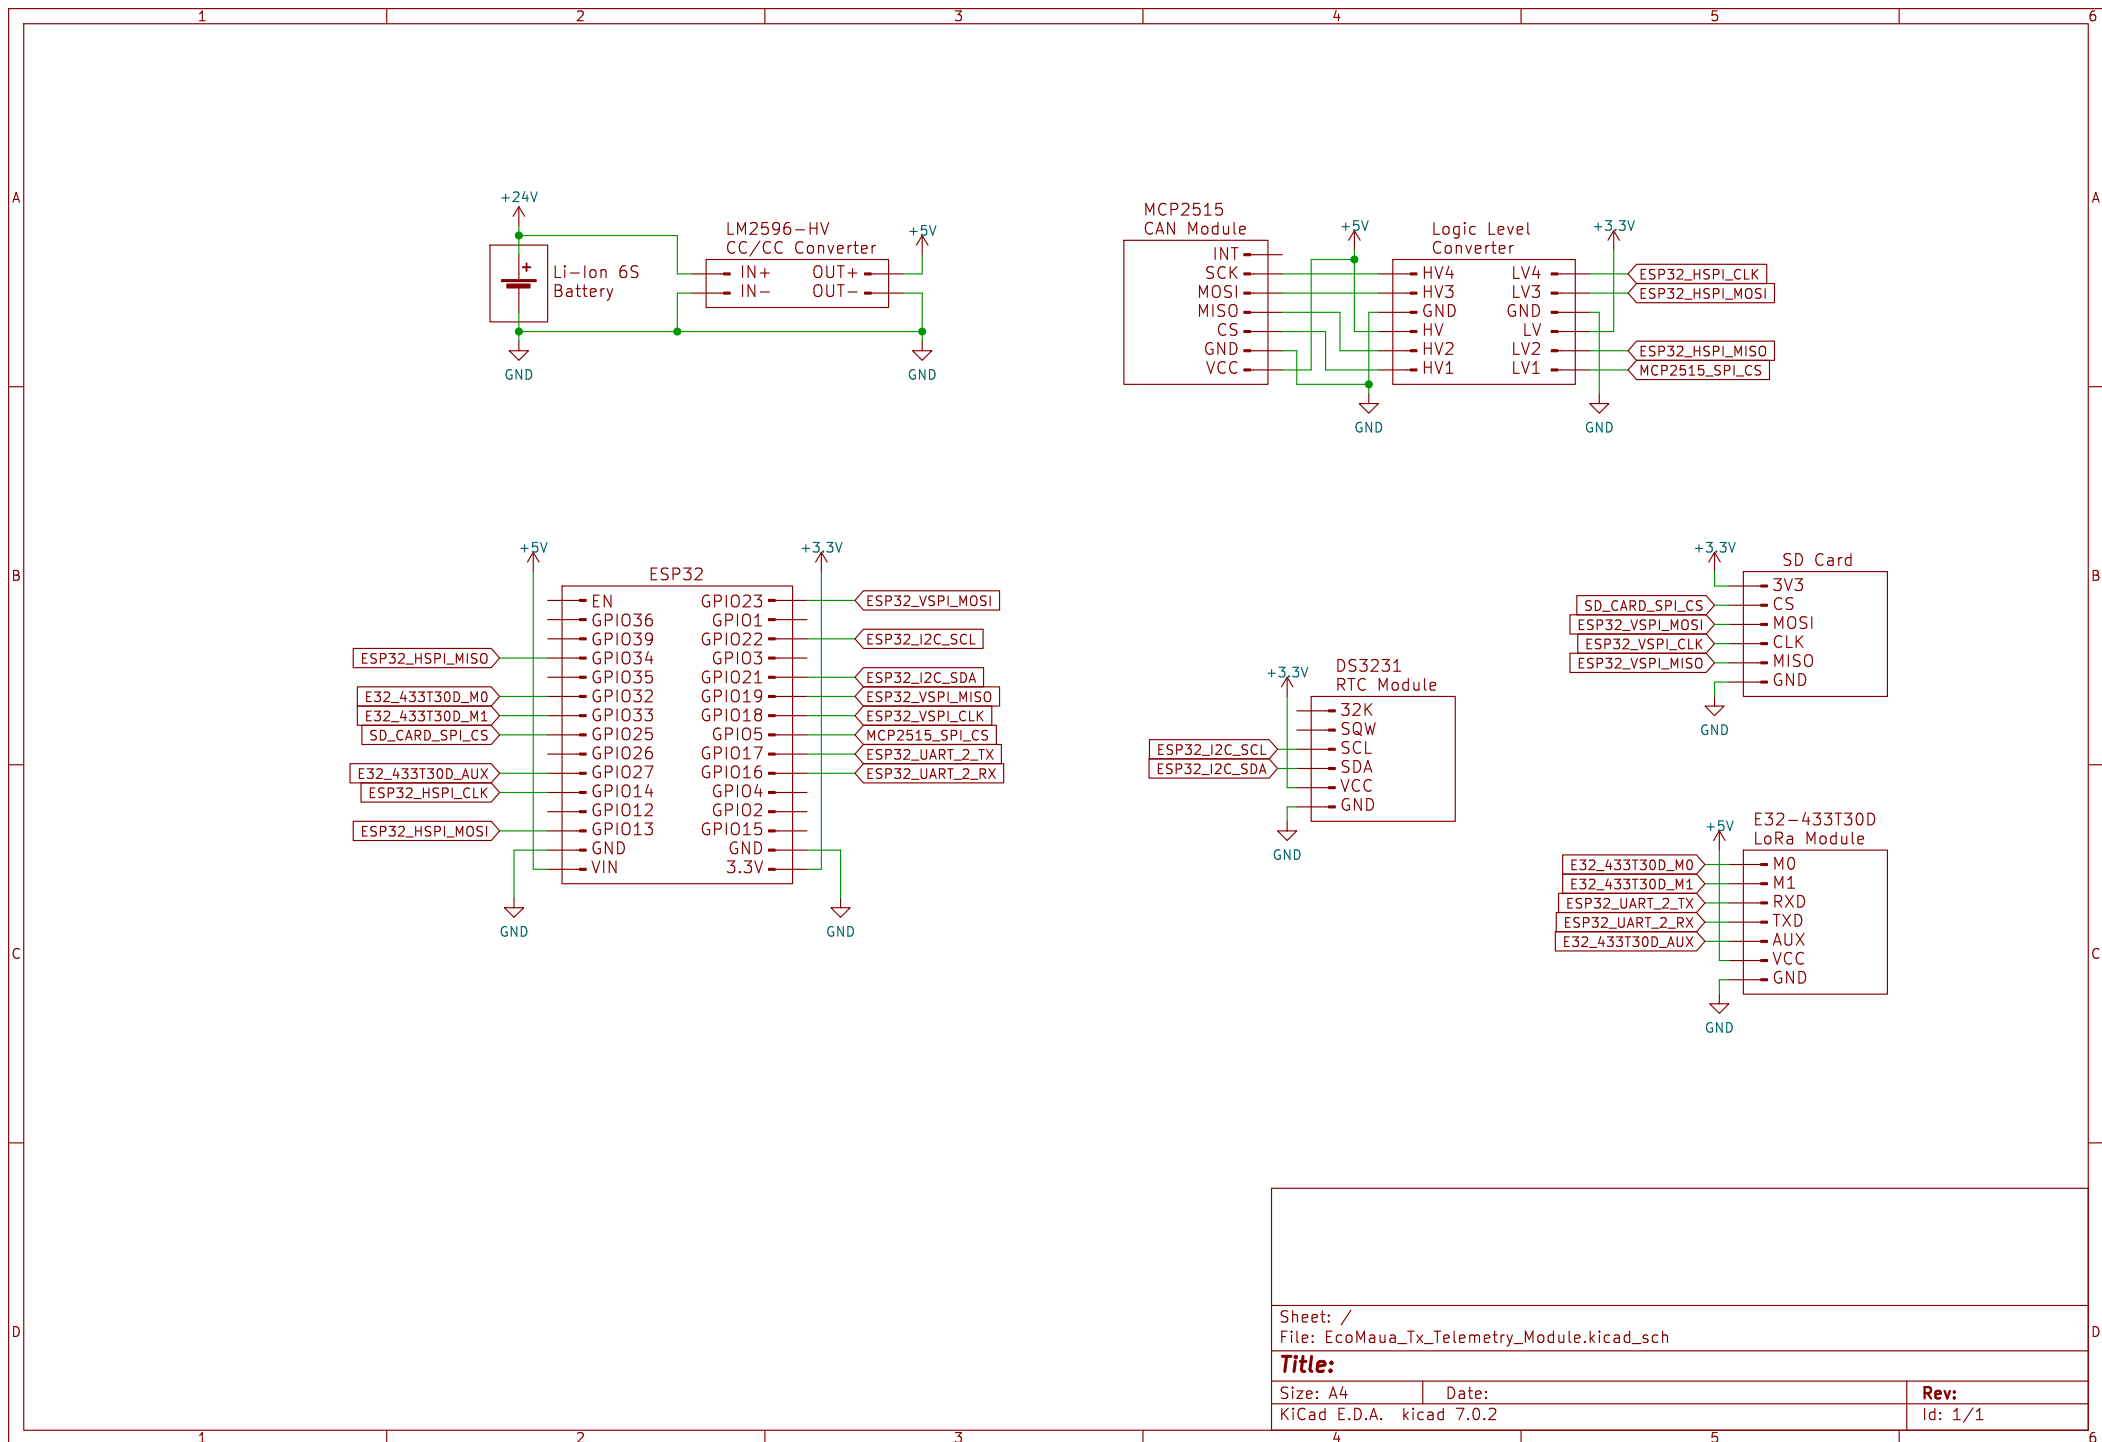 1 2 3 4 5 6
A
B
C
D
+24V
Li-Ion 6S
Battery
GND
LM2596-HV
CC/CC Converter
IN+ OUT+
IN- OUT-
+5V
GND
MCP2515
CAN Module
INT
SCK
MOSI
MISO
CS
GND
VCC
+5V
GND
Logic Level
Converter
HV4 LV4
HV3 LV3
GND GND
HV LV
HV2 LV2
HV1 LV1
+3.3V
ESP32_HSPI_CLK
ESP32_HSPI_MOSI
ESP32_HSPI_MISO
MCP2515_SPI_CS
GND
+5V
+3.3V
ESP32
EN GPIO23 ESP32_VSPI_MOSI
GPIO36 GPIO1
GPIO39 GPIO22 ESP32_I2C_SCL
ESP32_HSPI_MISO GPIO34 GPIO3
GPIO35 GPIO21 ESP32_I2C_SDA
E32_433T30D_M0 GPIO32 GPIO19 ESP32_VSPI_MISO
E32_433T30D_M1 GPIO33 GPIO18 ESP32_VSPI_CLK
SD_CARD_SPI_CS GPIO25 GPIO5 MCP2515_SPI_CS
GPIO26 GPIO17 ESP32_UART_2_TX
E32_433T30D_AUX GPIO27 GPIO16 ESP32_UART_2_RX
ESP32_HSPI_CLK GPIO14 GPIO4
GPIO12 GPIO2
ESP32_HSPI_MOSI GPIO13 GPIO15
GND GND
VIN 3.3V
GND GND
+3.3V
DS3231
RTC Module
32K
SQW
ESP32_I2C_SCL SCL
ESP32_I2C_SDA SDA
VCC
GND
GND
+3.3V
SD Card
3V3
SD_CARD_SPI_CS CS
ESP32_VSPI_MOSI MOSI
ESP32_VSPI_CLK CLK
ESP32_VSPI_MISO MISO
GND
GND
+5V
E32-433T30D
LoRa Module
E32_433T30D_M0 M0
E32_433T30D_M1 M1
ESP32_UART_2_TX RXD
ESP32_UART_2_RX TXD
E32_433T30D_AUX AUX
VCC
GND
GND
Sheet: /
File: EcoMaua_Tx_Telemetry_Module.kicad_sch
Title:
Size: A4 Date: Rev:
KiCad E.D.A. kicad 7.0.2 Id: 1/1
A
B
C
D
1 2 3 4 5 6